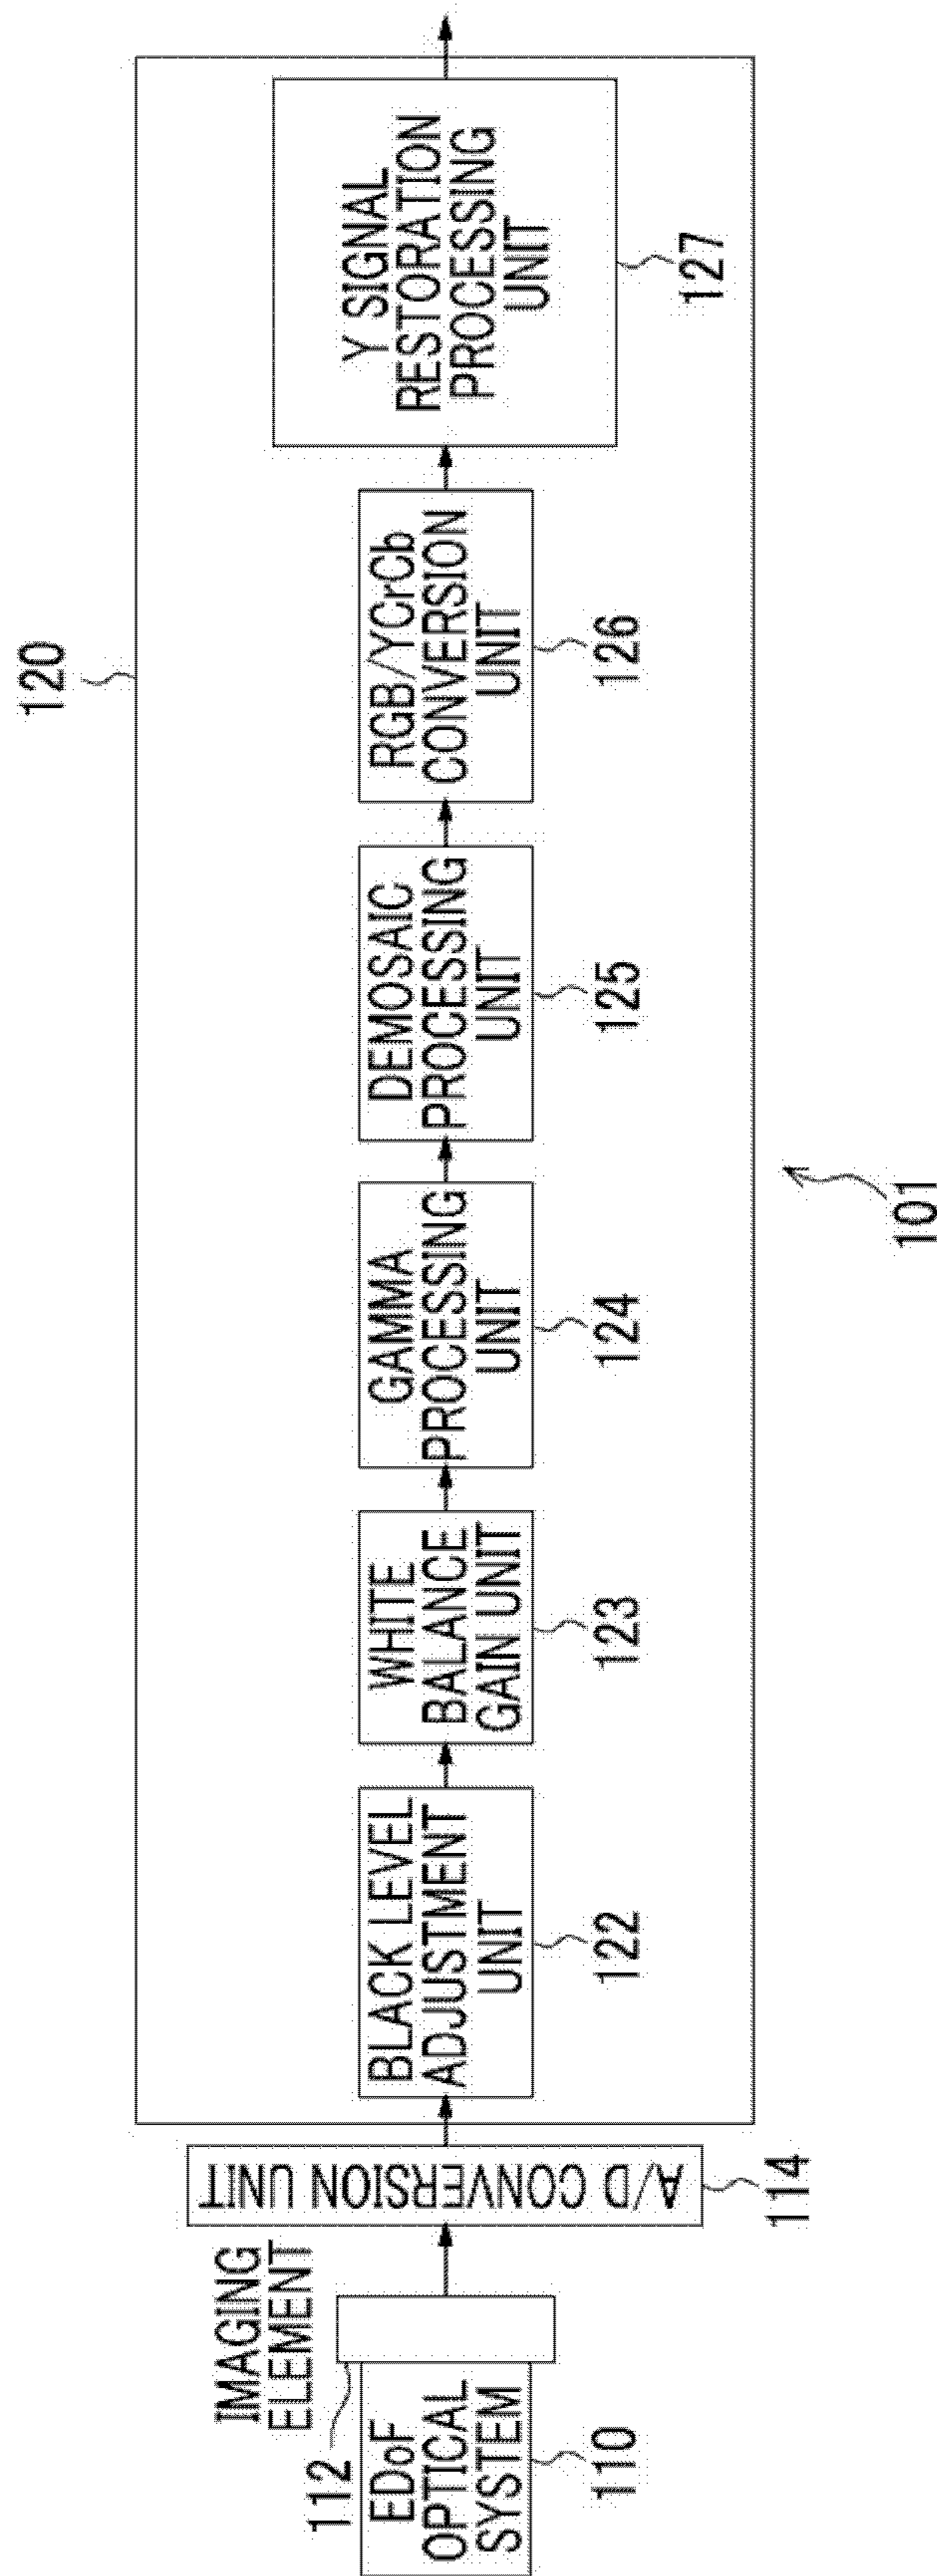 120
EDoF
OPTICAL
SYSTEM
110
112
IMAGING
ELEMENT
A/D CONVERSION UNIT
114
BLACK LEVEL
ADJUSTMENT
UNIT
122
WHITE
BALANCE
GAIN UNIT
123
GAMMA
PROCESSING
UNIT
124
DEMOSAIC
PROCESSING
UNIT
125
RGB/YCrCb
CONVERSION
UNIT
126
Y SIGNAL
RESTORATION
PROCESSING
UNIT
127
101